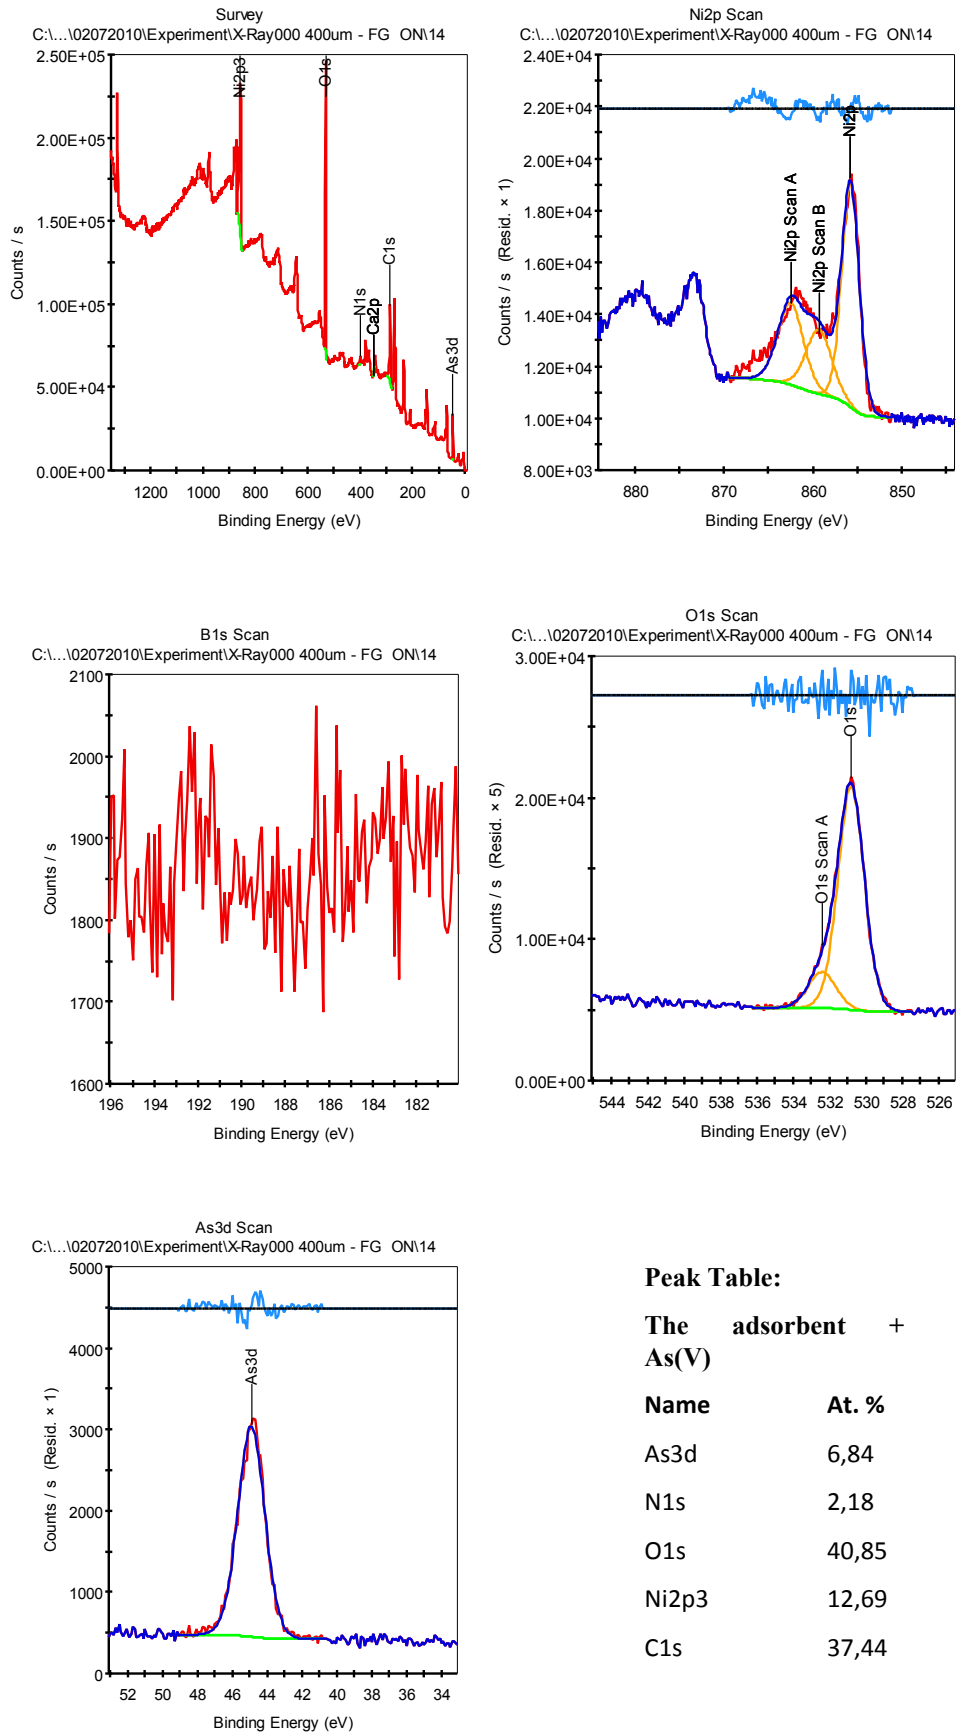 Survey
C:\...\02072010\Experiment\X-Ray000 400um - FG ON\14
2.50E+05
2.00E+05
1.50E+05
1.00E+05
5.00E+04
0.00E+00
Counts / s
Ni2p3
O1s
C1s
N1s
Ca2p
As3d
1200 1000 800 600 400 200 0
Binding Energy (eV)
Ni2p Scan
C:\...\02072010\Experiment\X-Ray000 400um - FG ON\14
2.40E+04
2.20E+04
2.00E+04
1.80E+04
1.60E+04
1.40E+04
1.20E+04
1.00E+04
8.00E+03
Counts / s (Resid. × 1)
Ni2p Scan A
Ni2p Scan B
Ni2p
880 870 860 850
Binding Energy (eV)
B1s Scan
C:\...\02072010\Experiment\X-Ray000 400um - FG ON\14
2100
2000
1900
1800
1700
1600
Counts / s
196 194 192 190 188 186 184 182
Binding Energy (eV)
O1s Scan
C:\...\02072010\Experiment\X-Ray000 400um - FG ON\14
3.00E+04
2.00E+04
1.00E+04
0.00E+00
Counts / s (Resid. × 5)
O1s Scan A
O1s
544 542 540 538 536 534 532 530 528 526
Binding Energy (eV)
As3d Scan
C:\...\02072010\Experiment\X-Ray000 400um - FG ON\14
5000
4000
3000
2000
1000
0
Counts / s (Resid. × 1)
As3d
52 50 48 46 44 42 40 38 36 34
Binding Energy (eV)
Peak Table:
The adsorbent +
As(V)
Name At. %
As3d 6,84
N1s 2,18
O1s 40,85
Ni2p3 12,69
C1s 37,44